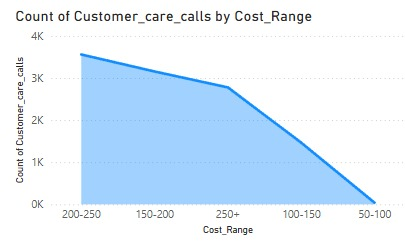 Count of Customer_care_calls by Cost_Range
4K
3K
2K
1K
0K
Count of Customer_care_calls
200-250 150-200 250+ 100-150 50-100
Cost_Range